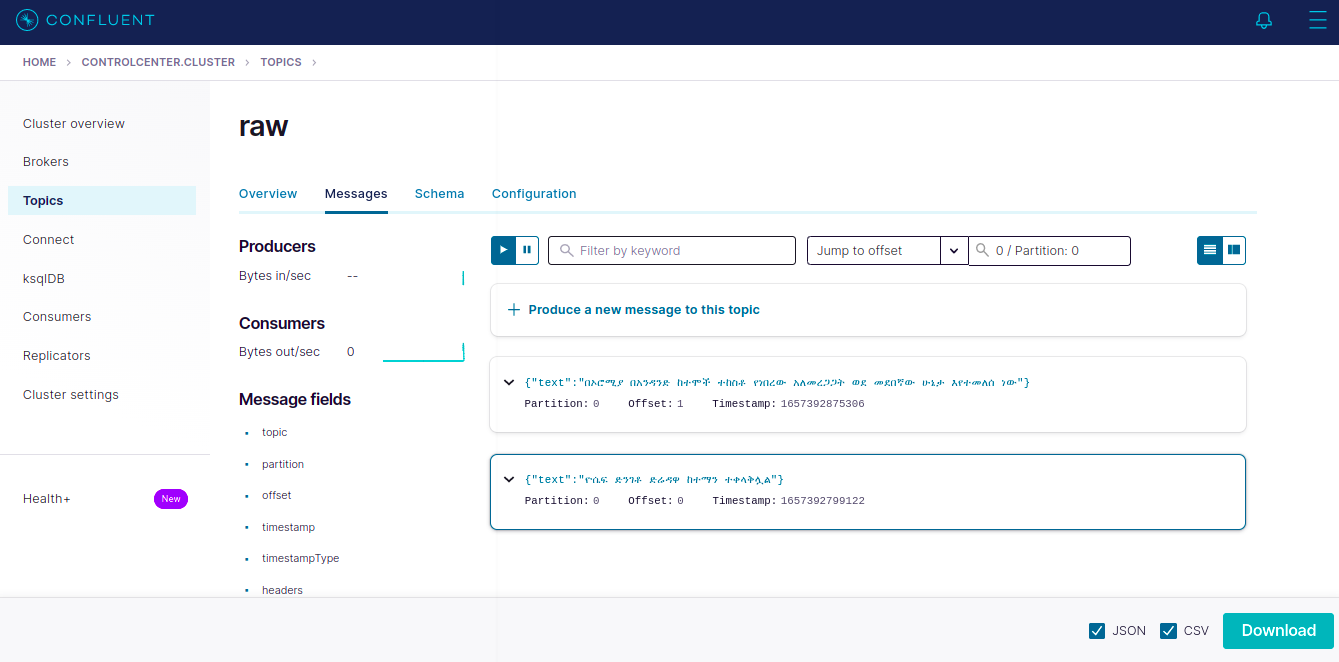 CONFLUENT
HOME > CONTROLCENTER.CLUSTER > TOPICS >
Cluster overview
Brokers
Topics
Connect
ksqlDB
Consumers
Replicators
Cluster settings
Health+ New
raw
Overview Messages Schema Configuration
Producers
Bytes in/sec --
Consumers
Bytes out/sec 0
Message fields
topic
partition
offset
timestamp
timestampType
headers
Filter by keyword Jump to offset 0 / Partition: 0
+ Produce a new message to this topic
{"text":"በኦሮሚያ በአንዳንድ ከተሞች ተከስቶ የነበረው አለመረጋጋት ወደ መደበኛው ሁኔታ እየተመለሰ ነው"}
Partition: 0 Offset: 1 Timestamp: 1657392875306
{"text":"ዮሴፍ ድንገቶ ድሬዳዋ ከተማን ተቀላቅሏል"}
Partition: 0 Offset: 0 Timestamp: 1657392799122
JSON CSV Download